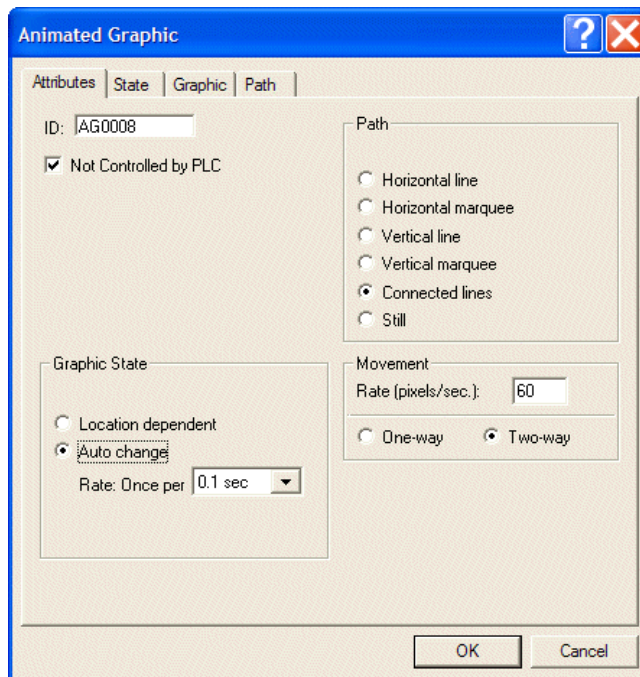 Animated Graphic
Attributes
State
Graphic
Path
ID: AG0008
Not Controlled by PLC
Path
Horizontal line
Horizontal marquee
Vertical line
Vertical marquee
Connected lines
Still
Graphic State
Location dependent
Auto change
Rate: Once per 0.1 sec
Movement
Rate (pixels/sec.): 60
One-way
Two-way
OK
Cancel